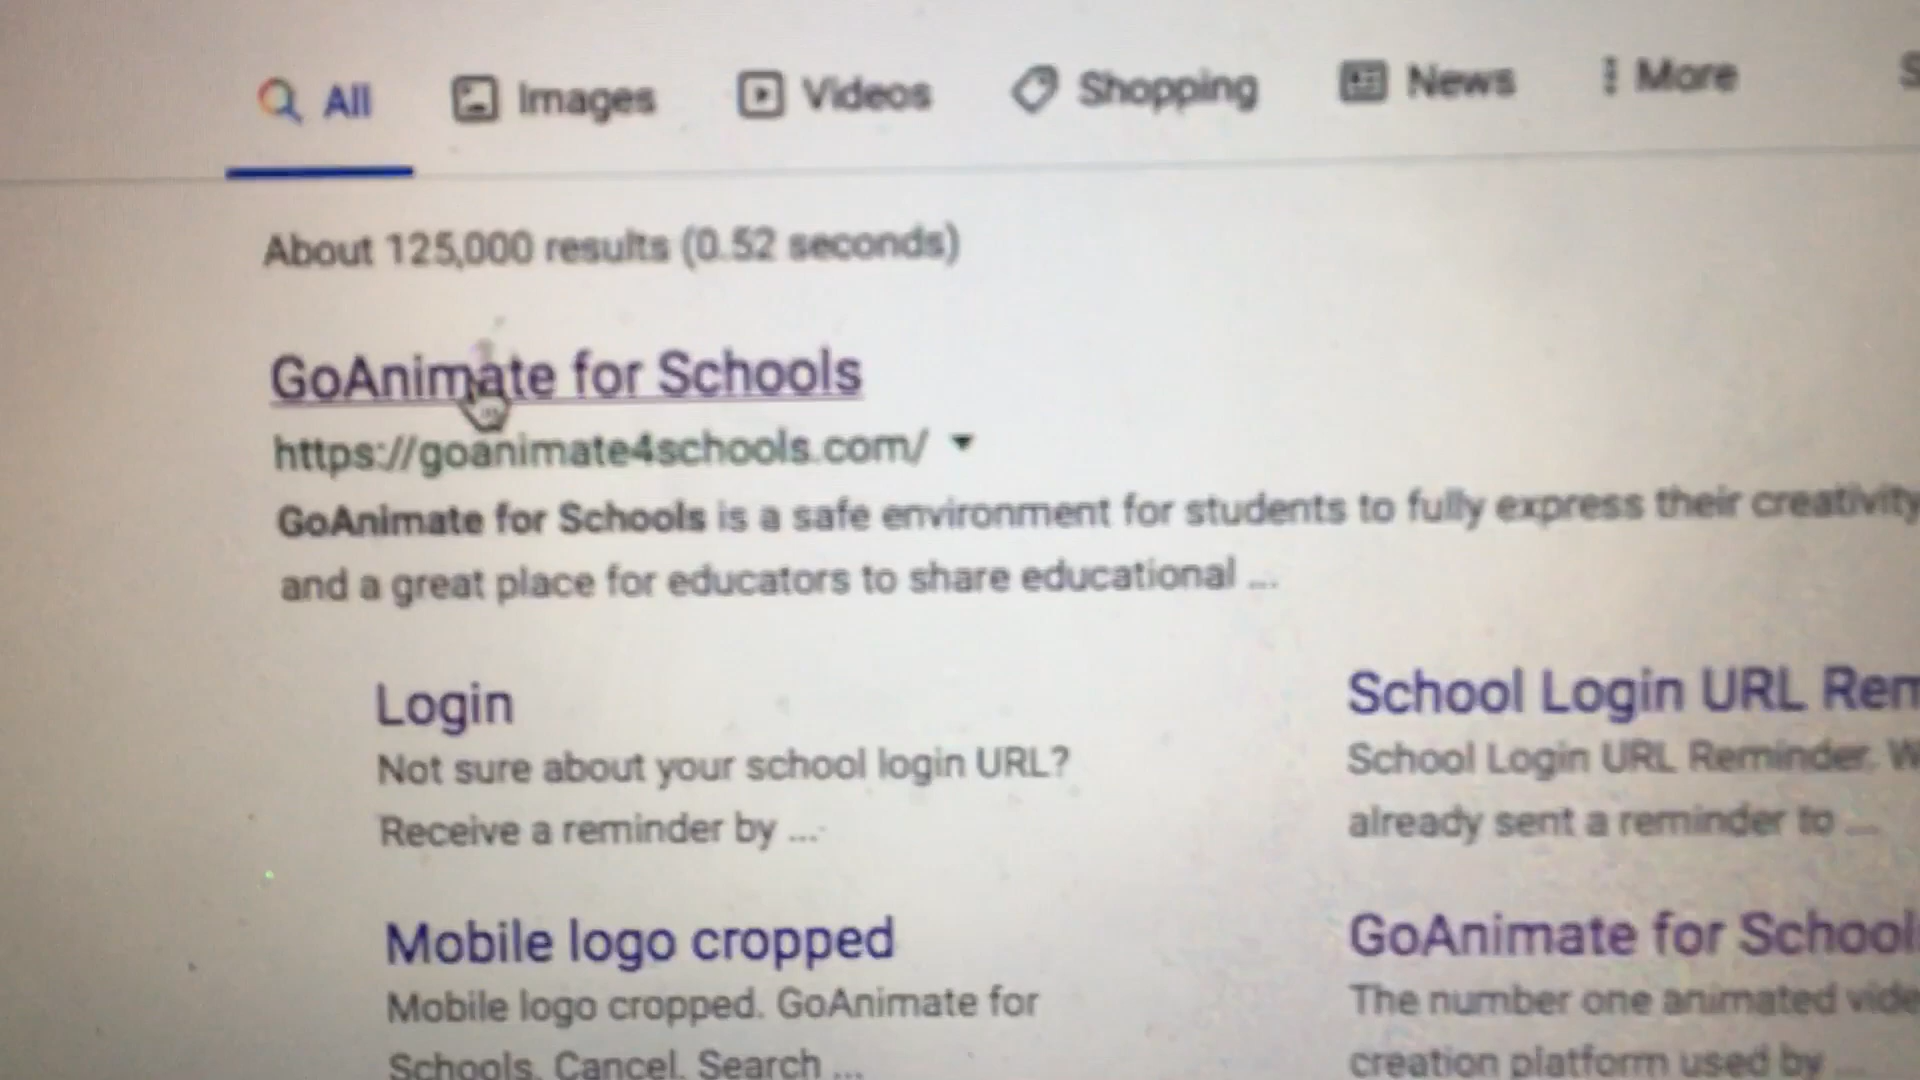 All Images Videos Shopping News More
About 125,000 results (0.52 seconds)
GoAnimate for Schools
https://goanimate4schools.com/
GoAnimate for Schools is a safe environment for students to fully express their creativity
and a great place for educators to share educational ...
Login
Not sure about your school login URL?
Receive a reminder by ...
School Login URL Rem
School Login URL Reminder. W
already sent a reminder to ...
Mobile logo cropped
Mobile logo cropped. GoAnimate for
Schools. Cancel. Search ...
GoAnimate for School
The number one animated vide
creation platform used by ...